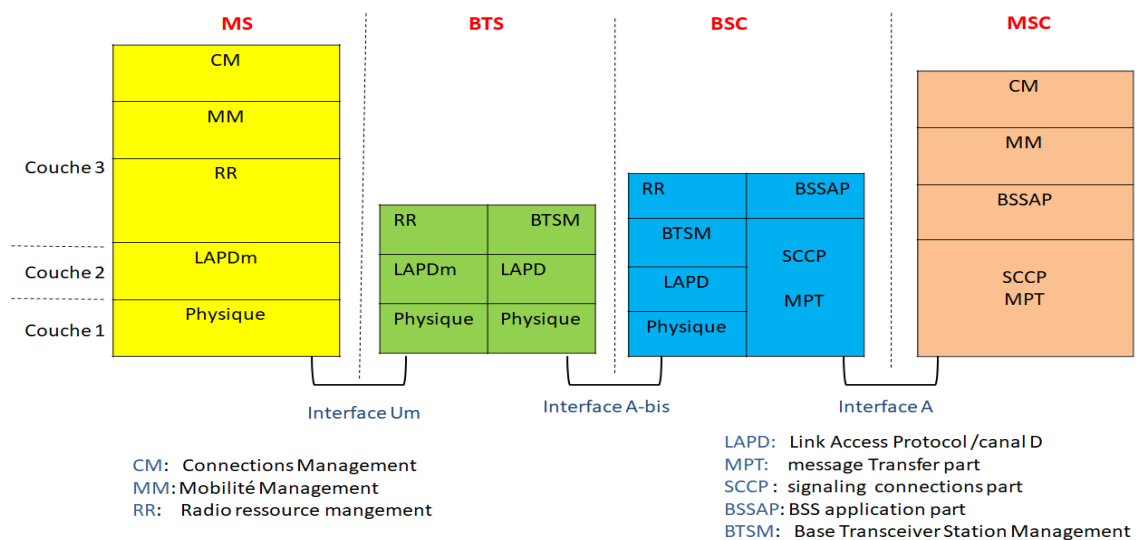 MS
BTS
BSC
MSC
CM
MM
RR
LAPDm
Physique
Couche 3
Couche 2
Couche 1
RR
BTSM
LAPDm
LAPD
Physique
Physique
RR
BSSAP
BTSM
SCCP
LAPD
MPT
Physique
CM
MM
BSSAP
SCCP
MPT
Interface Um
Interface A-bis
Interface A
CM: Connections Management
MM: Mobilité Management
RR: Radio ressource mangement
LAPD: Link Access Protocol /canal D
MPT: message Transfer part
SCCP : signaling connections part
BSSAP: BSS application part
BTSM: Base Transceiver Station Management